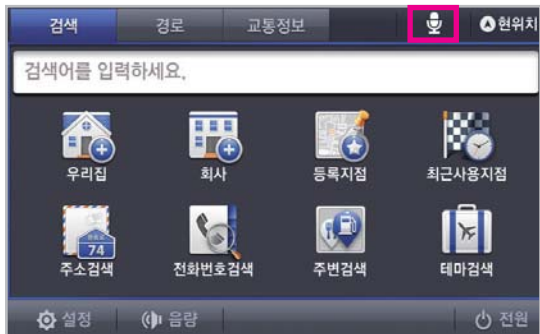 검색 경로 교통정보 현위치
검색어를 입력하세요.
우리집 회사 등록지점 최근사용지점
74
주소검색 전화번호검색 주변검색 테마검색
설정 음량 전원